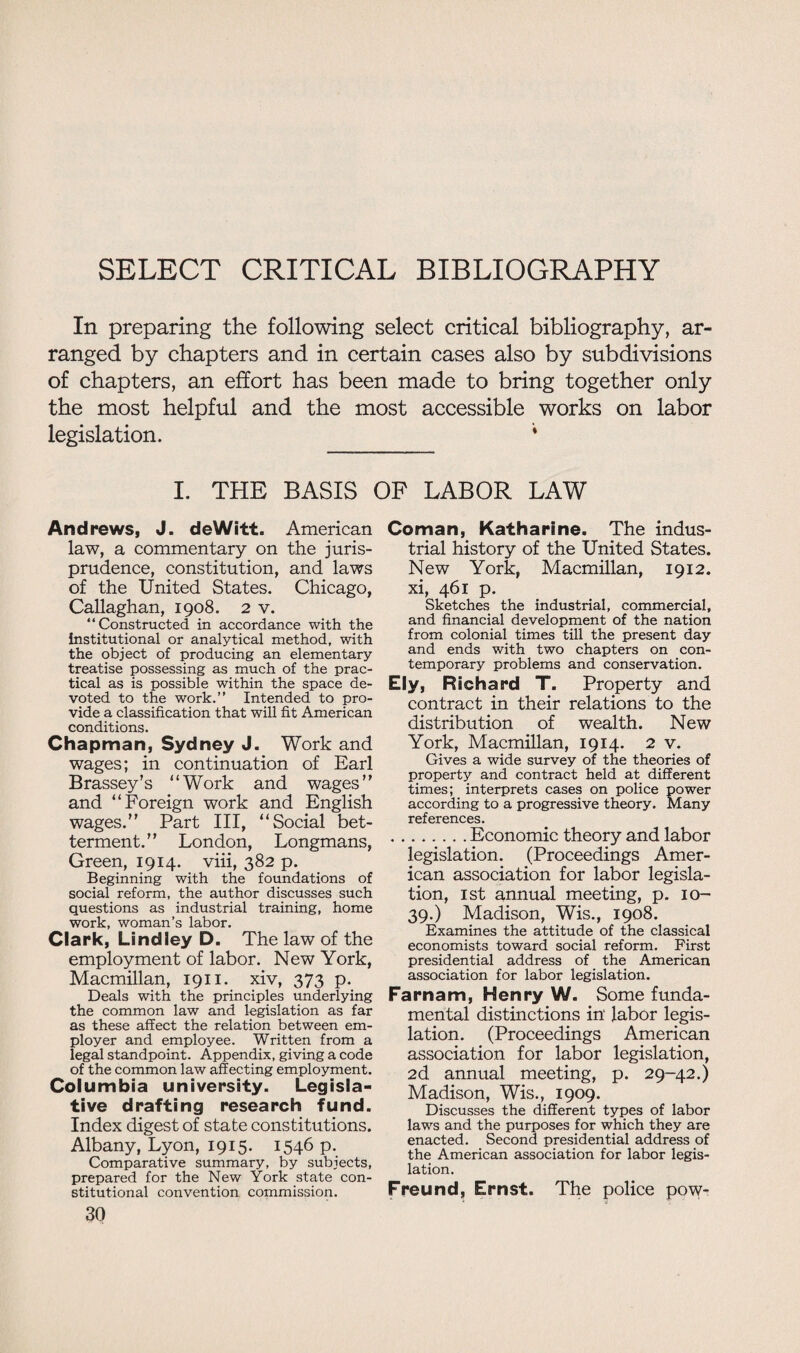 SELECT CRITICAL BIBLIOGRAPHY
In preparing the following select critical bibliography, ar-
ranged by chapters and in certain cases also by subdivisions
of chapters, an effort has been made to bring together only
the most helpful and the most accessible works on labor
legislation.
I. THE BASIS OF LABOR LAW
Andrews, J. deWitt. American
law, a commentary on the juris-
prudence, constitution, and laws
of the United States. Chicago,
Callaghan, 1908. 2 v.
"Constructed in accordance with the
institutional or analytical method, with
the object of producing an elementary
treatise possessing as much of the prac-
tical as is possible within the space de-
voted to the work." Intended to pro-
vide a classification that will fit American
conditions.
Chapman, Sydney J. Work and
wages; in continuation of Earl
Brassey's "Work and wages"
and "Foreign work and English
wages." Part III, "Social bet-
terment." London, Longmans,
Green, 1914. viii, 382 p.
Beginning with the foundations of
social reform, the author discusses such
questions as industrial training, home
work, woman's labor.
Clark, Lindley D. The law of the
employment of labor. New York,
Macmillan, 1911. xiv, 373 p.
Deals with the principles underlying
the common law and legislation as far
as these affect the relation between em-
ployer and employee. Written from a
legal standpoint. Appendix, giving a code
of the common law affecting employment.
Columbia university. Legisla-
tive drafting research fund.
Index digest of state constitutions.
Albany, Lyon, 1915. 1546 p.
Comparative summary, by subjects,
prepared for the New York state con-
stitutional convention commission.
30
Coman, Katharine. The indus-
trial history of the United States.
New York, Macmillan, 1912.
xi, 461 p.
Sketches the industrial, commercial,
and financial development of the nation
from colonial times till the present day
and ends with two chapters on con-
temporary problems and conservation.
Ely, Richard T. Property and
contract in their relations to the
distribution of wealth. New
York, Macmillan, 1914. 2 v.
Gives a wide survey of the theories of
property and contract held at different
times; interprets cases on police power
according to a progressive theory. Many
references.
........Economic theory and labor
legislation. (Proceedings Amer-
ican association for labor legisla-
tion, 1st annual meeting, p. 10-
39.) Madison, Wis., 1908.
Examines the attitude of the classical
economists toward social reform. First
presidential address of the American
association for labor legislation.
Farnam, Henry W. Some funda-
mental distinctions in labor legis-
lation. (Proceedings American
association for labor legislation,
2d annual meeting, p. 29-42.)
Madison, Wis., 1909.
Discusses the different types of labor
laws and the purposes for which they are
enacted. Second presidential address of
the American association for labor legis-
lation.
Freund, Ernst. The police pow-